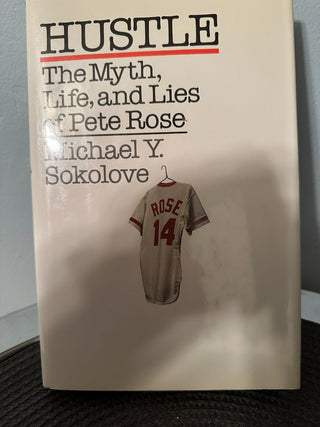 HUSTLE
The Myth,
Life, and Lies
of Pete Rose
Michael Y.
Sokolove
ROSE
14